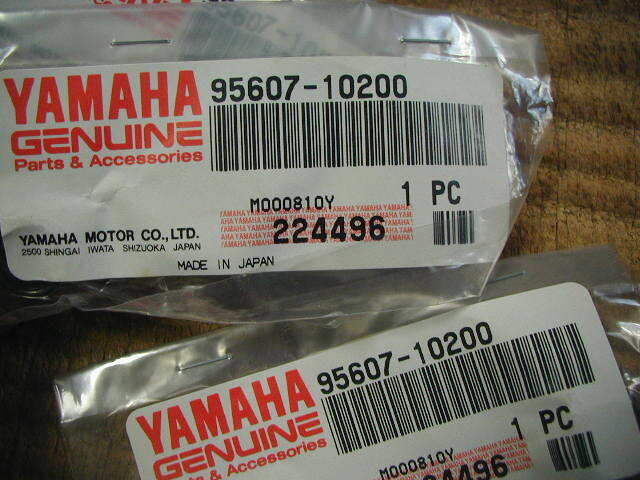 YAMAHA
GENUINE
Parts & Accessories
95607-10200
M000810Y 1 PC
224496
YAMAHA MOTOR CO.,LTD.
2500 SHINGAI IWATA SHIZUOKA JAPAN
MADE IN JAPAN
YAMAHA
GENUINE
Parts & Accessories
95607-10200
1 PC
M000810Y
224496